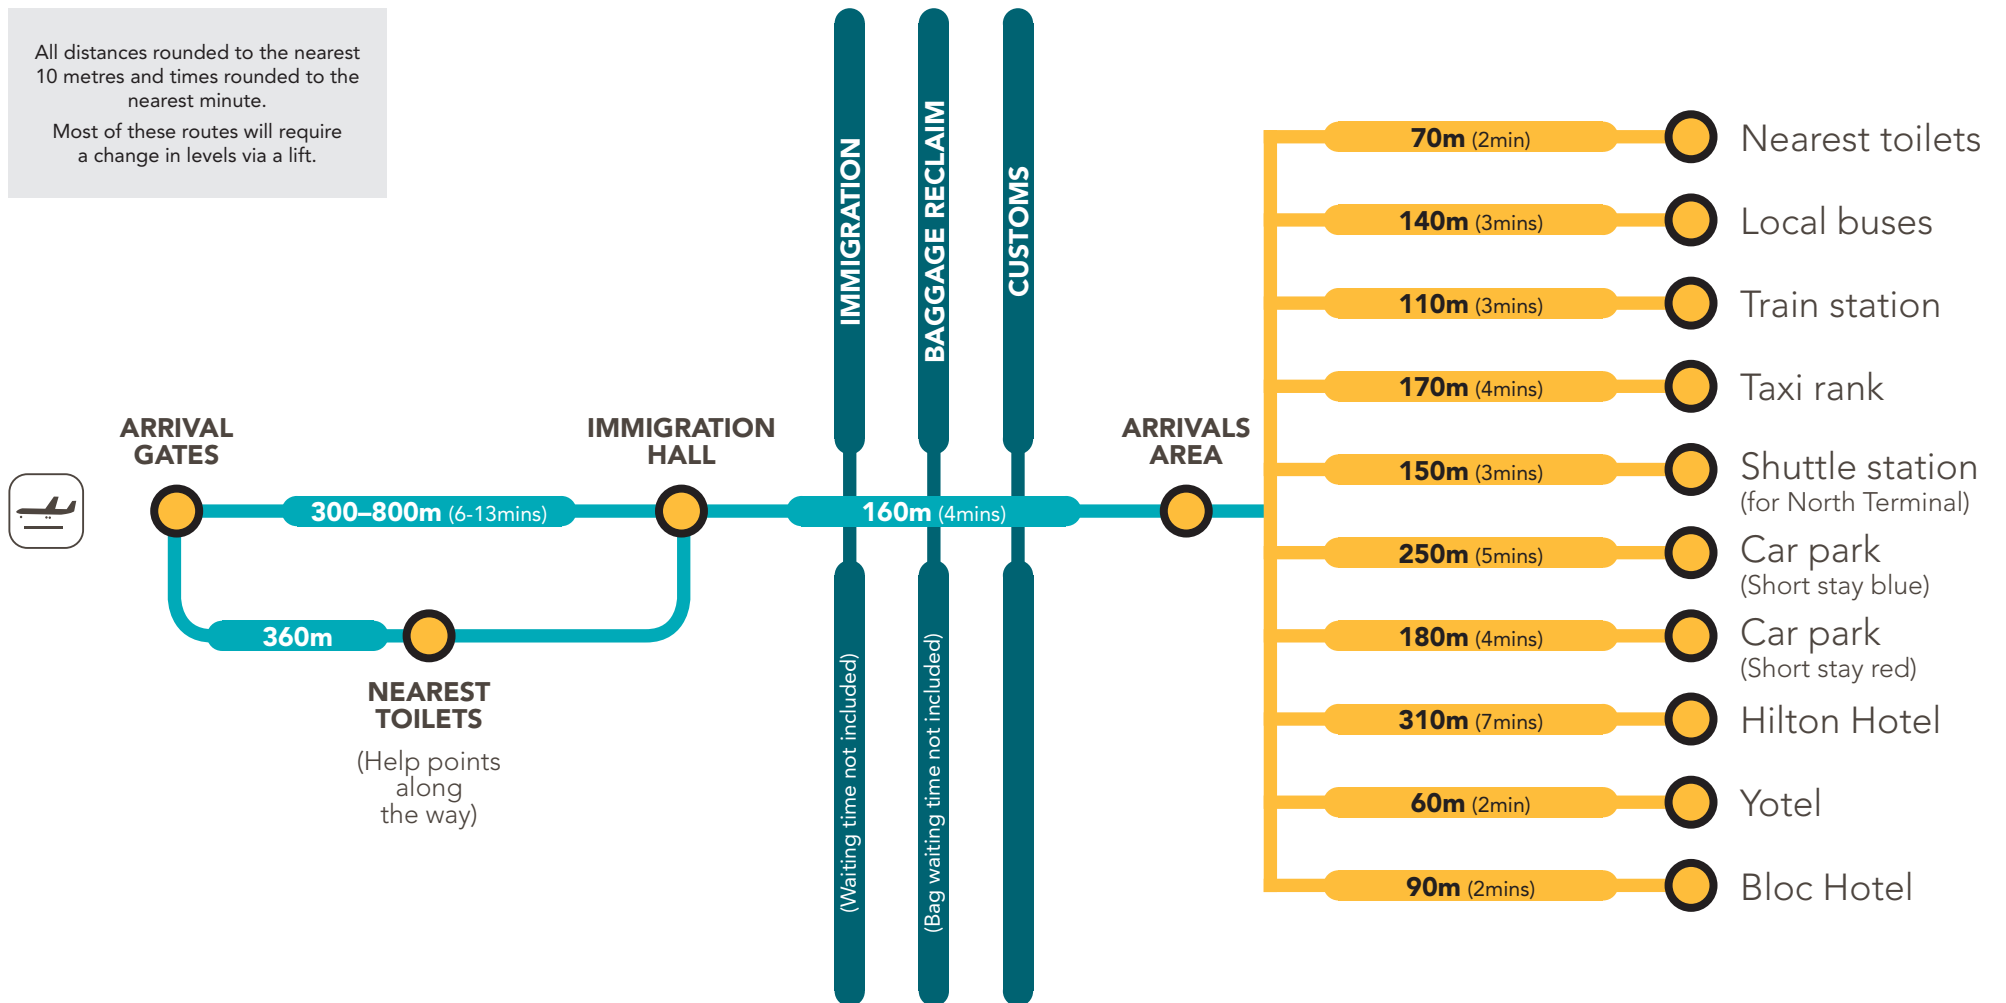 All distances rounded to the nearest
10 metres and times rounded to the
nearest minute.
Most of these routes will require
a change in levels via a lift.
ARRIVAL
GATES
300–800m (6-13mins)
360m
NEAREST
TOILETS
(Help points
along
the way)
IMMIGRATION
HALL
160m (4mins)
IMMIGRATION
(Waiting time not included)
BAGGAGE RECLAIM
(Bag waiting time not included)
CUSTOMS
ARRIVALS
AREA
70m (2min)
Nearest toilets
140m (3mins)
Local buses
110m (3mins)
Train station
170m (4mins)
Taxi rank
150m (3mins)
Shuttle station
(for North Terminal)
250m (5mins)
Car park
(Short stay blue)
180m (4mins)
Car park
(Short stay red)
310m (7mins)
Hilton Hotel
60m (2min)
Yotel
90m (2mins)
Bloc Hotel